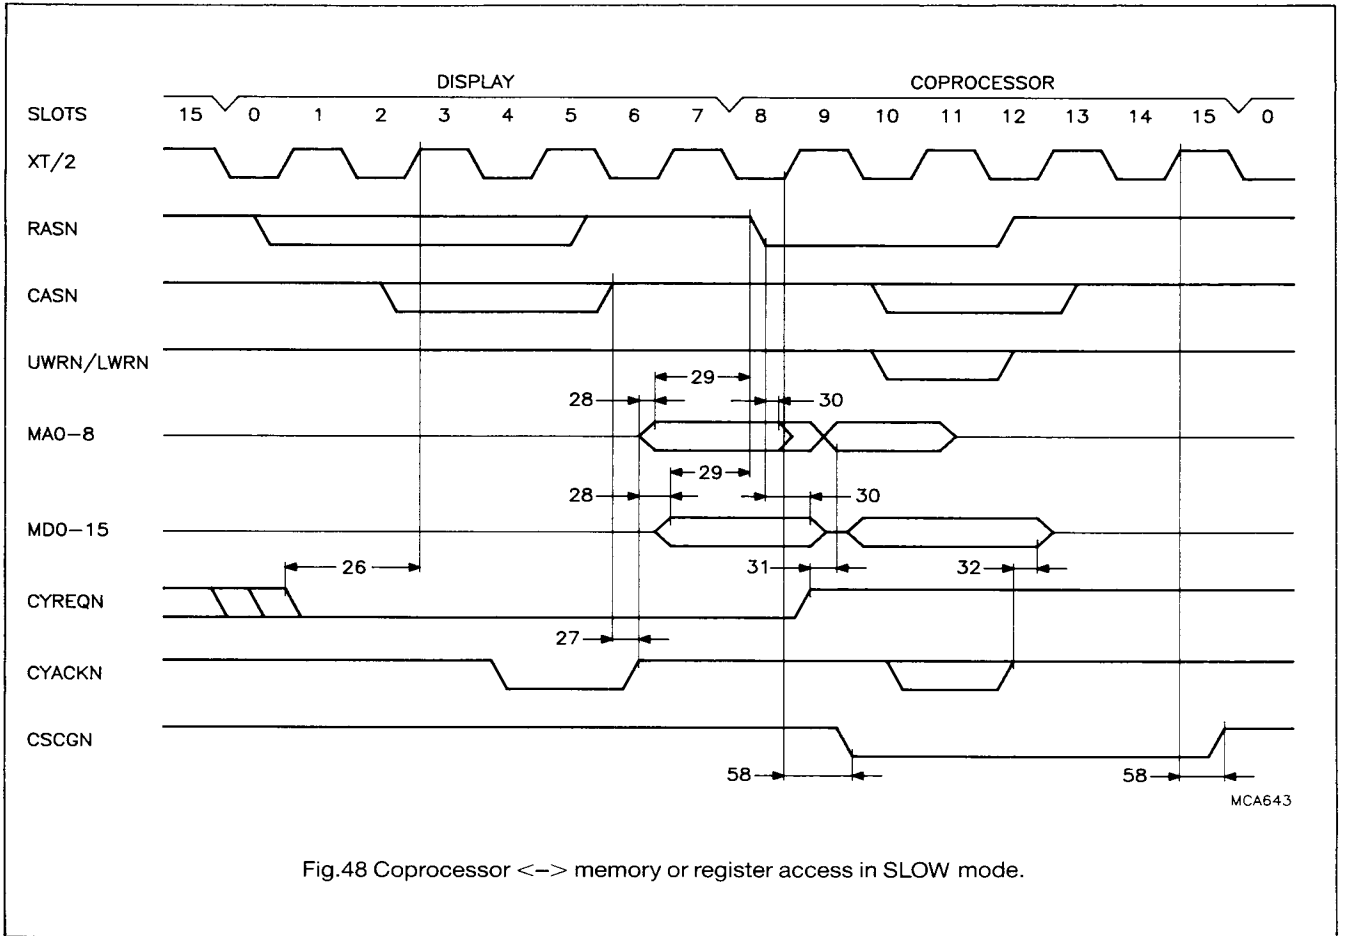 DISPLAY COPROCESSOR
SLOTS 15 0 1 2 3 4 5 6 7 8 9 10 11 12 13 14 15 0
XT/2
RASN
CASN
UWRN/LWRN
29
28 30
MA0-8
29
28 30
MD0-15
26 31 32
CYREQN
27
CYACKN
CSCGN
58 58
MCA643
Fig.48 Coprocessor <-> memory or register access in SLOW mode.